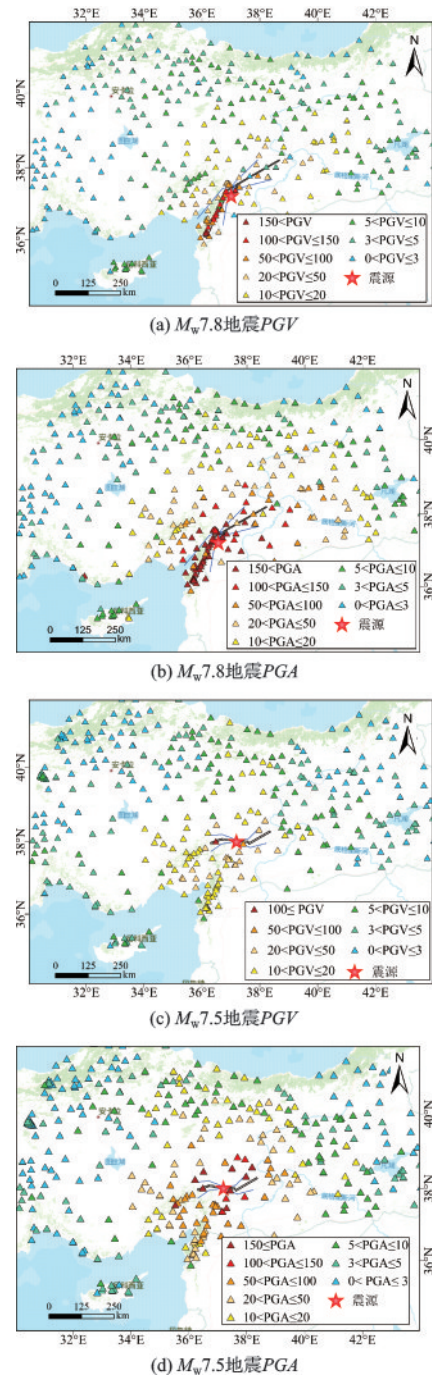 32°E 34°E 36°E 38°E 40°E 42°E
N
40°N
安卡拉
38°N
36°N
150<PGV 5<PGV≤10
100<PGV≤150 3<PGV≤5
50<PGV≤100 0<PGV≤3
20<PGV≤50 震源
10<PGV≤20
0 125 250
km
(a) Mw7.8地震PGV
32°E 34°E 36°E 38°E 40°E 42°E
N
40°N
安卡拉
38°N
36°N
150<PGA 5<PGA≤10
100<PGA≤150 3<PGA≤5
50<PGA≤100 0<PGA≤3
20<PGA≤50 震源
10<PGA≤20
0 125 250
km
(b) Mw7.8地震PGA
40°N
安卡拉
38°N
36°N
N
100≤ PGV 5<PGV≤10
50<PGV≤100 3<PGV≤5
20<PGV≤50 0<PGV≤3
10<PGV≤20 震源
0 125 250
km
32°E 34°E 36°E 38°E 40°E 42°E
(c) Mw7.5地震PGV
N
40°N
安卡拉
38°N
36°N
150≤PGA 5<PGA≤10
100<PGA≤150 3<PGA≤5
50<PGA≤100 0< PGA≤ 3
20<PGA≤50 震源
10<PGA≤20
0 125 250
km
32°E 34°E 36°E 38°E 40°E 42°E
(d) Mw7.5地震PGA